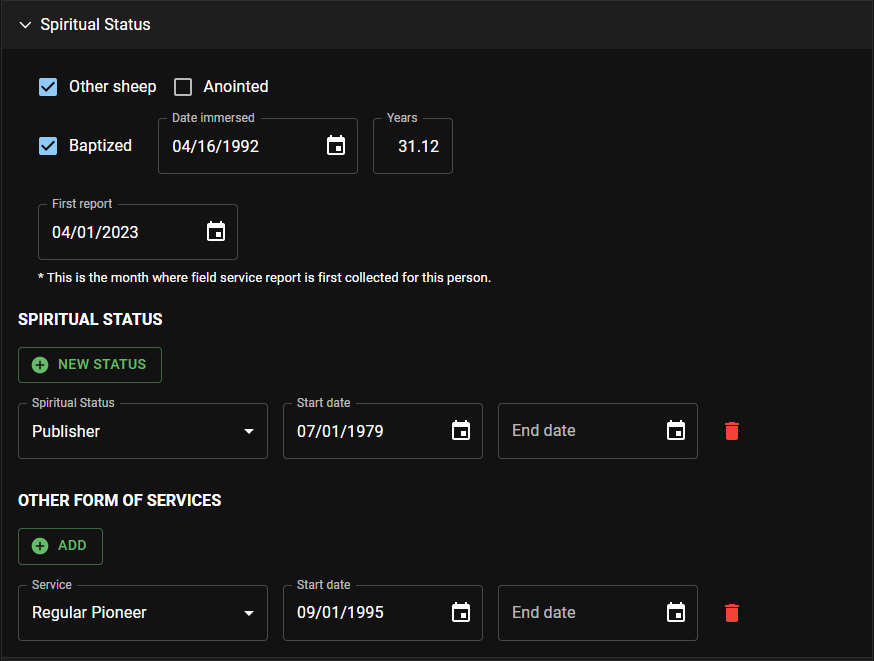 Spiritual Status
Other sheep Anointed
Date immersed Years
Baptized 04/16/1992 31.12
First report
04/01/2023
* This is the month where field service report is first collected for this person.
SPIRITUAL STATUS
NEW STATUS
Spiritual Status Start date
Publisher 07/01/1979 End date
OTHER FORM OF SERVICES
ADD
Service Start date
Regular Pioneer 09/01/1995 End date